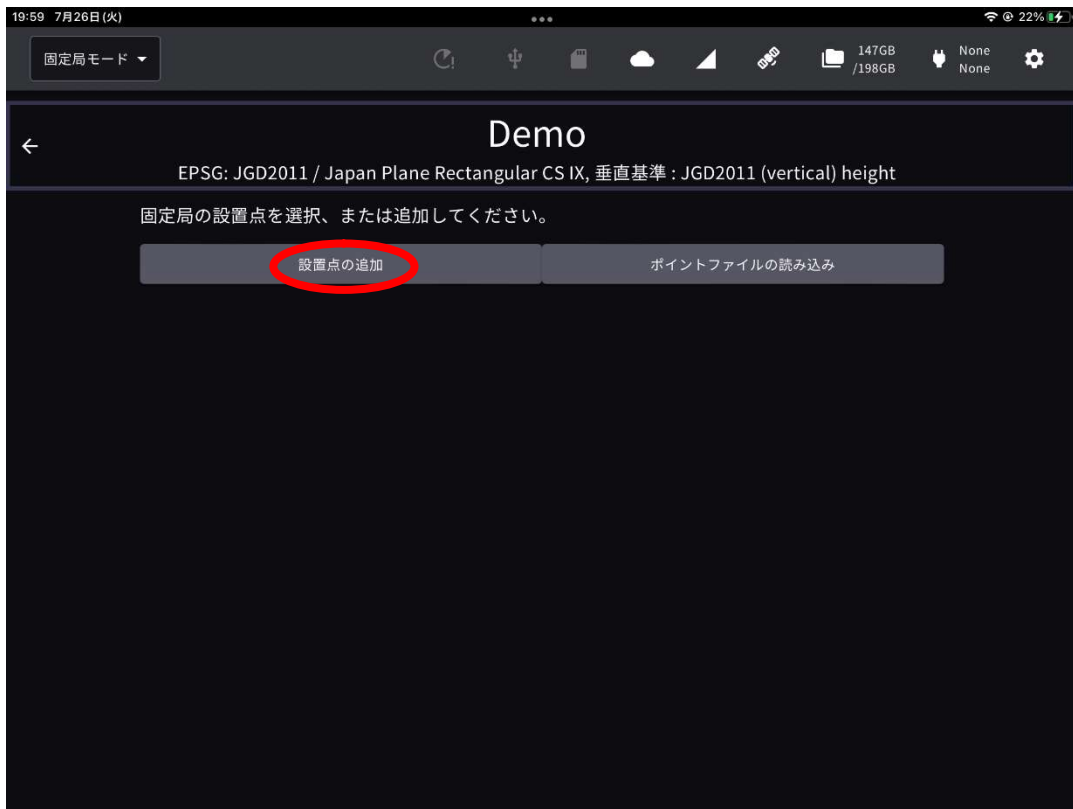 19:59 7月26日(火)
22%
固定局モード
147GB
/198GB
None
None
Demo
EPSG: JGD2011 / Japan Plane Rectangular CS IX, 垂直基準 : JGD2011 (vertical) height
固定局の設置点を選択、または追加してください。
設置点の追加
ポイントファイルの読み込み